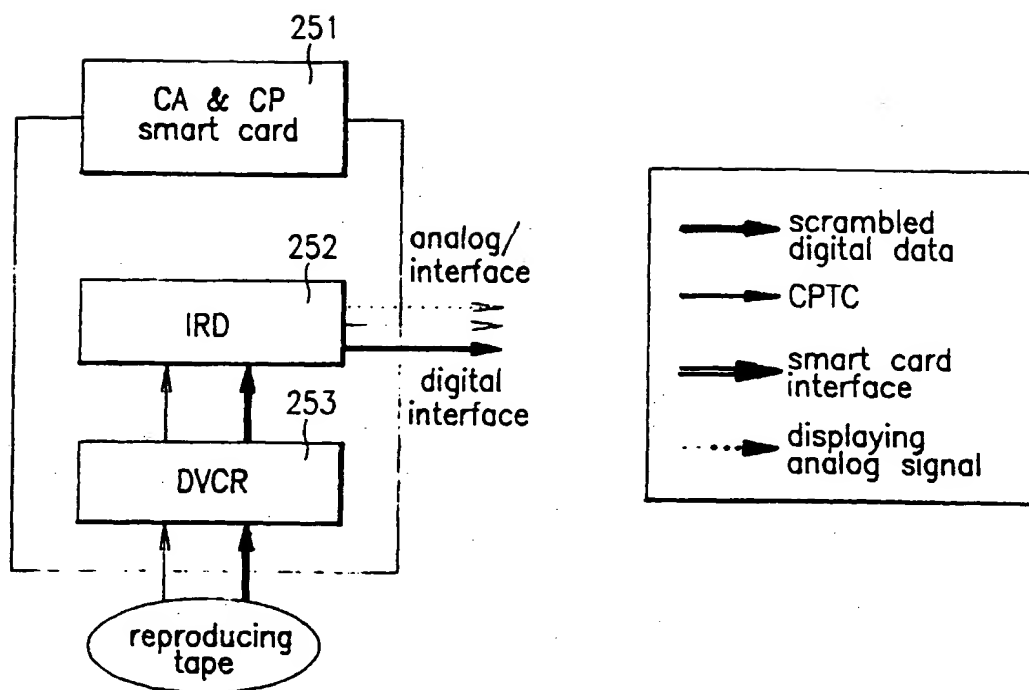 251
CA & CP
smart card
252
analog/
interface
IRD
digital
interface
253
DVCR
reproducing
tape
scrambled
digital data
CPTC
smart card
interface
displaying
analog signal